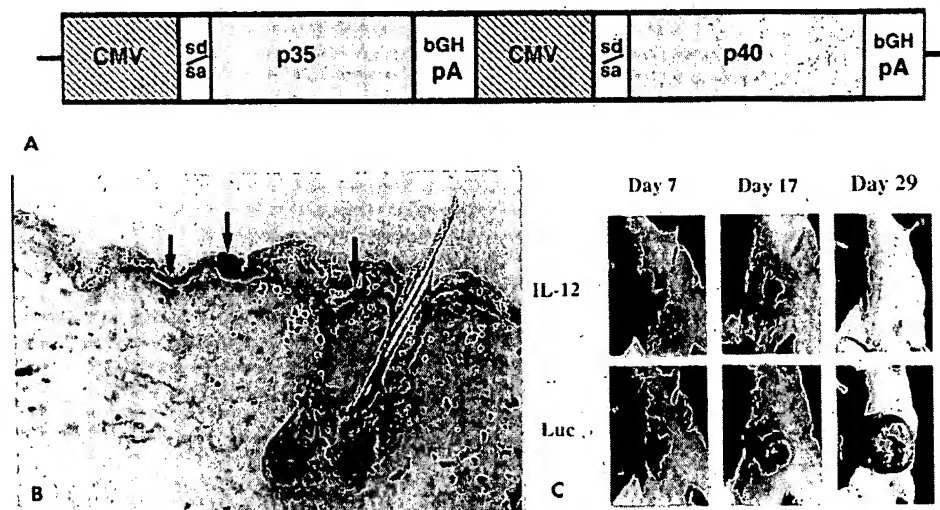 CMV sd sa p35 bGH pA CMV sd sa p40 bGH pA
A
Day 7 Day 17 Day 29
IL-12
Luc
B C